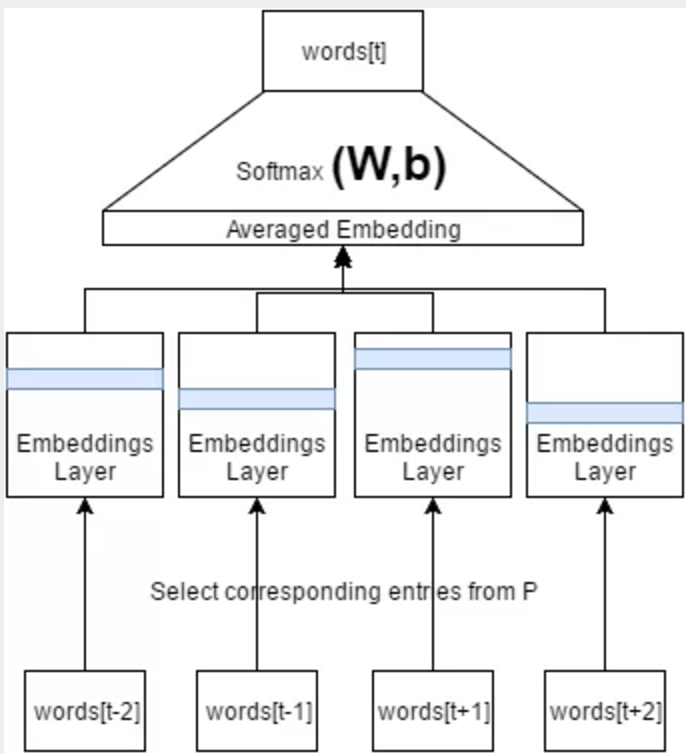 words[t]
Softmax (W,b)
Averaged Embedding
Embeddings Layer
Embeddings Layer
Embeddings Layer
Embeddings Layer
Select corresponding entries from P
words[t-2]
words[t-1]
words[t+1]
words[t+2]